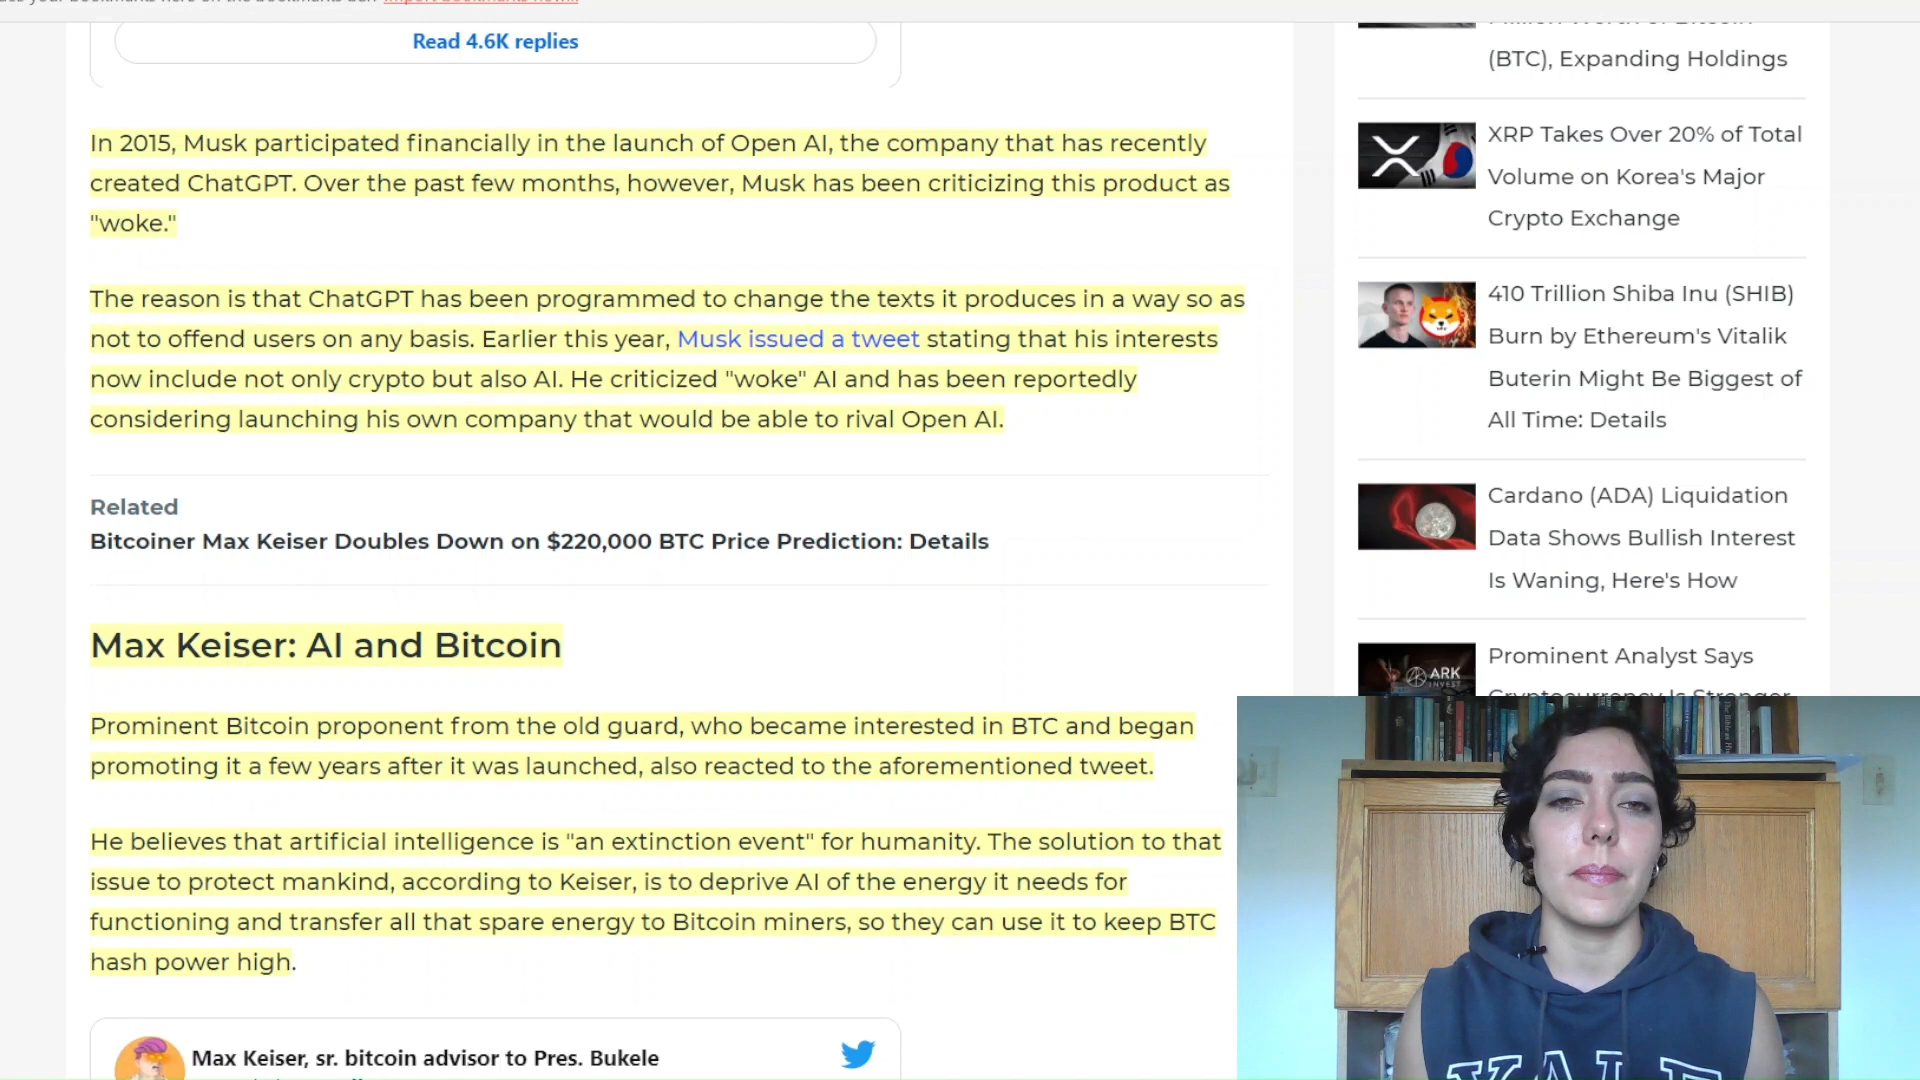 Read 4.6K replies
In 2015, Musk participated financially in the launch of Open AI, the company that has recently
created ChatGPT. Over the past few months, however, Musk has been criticizing this product as
"woke."
The reason is that ChatGPT has been programmed to change the texts it produces in a way so as
not to offend users on any basis. Earlier this year, Musk issued a tweet stating that his interests
now include not only crypto but also AI. He criticized "woke" AI and has been reportedly
considering launching his own company that would be able to rival Open AI.
Related
Bitcoiner Max Keiser Doubles Down on $220,000 BTC Price Prediction: Details
Max Keiser: AI and Bitcoin
Prominent Bitcoin proponent from the old guard, who became interested in BTC and began
promoting it a few years after it was launched, also reacted to the aforementioned tweet.
He believes that artificial intelligence is "an extinction event" for humanity. The solution to that
issue to protect mankind, according to Keiser, is to deprive AI of the energy it needs for
functioning and transfer all that spare energy to Bitcoin miners, so they can use it to keep BTC
hash power high.
Max Keiser, sr. bitcoin advisor to Pres. Bukele
(BTC), Expanding Holdings
XRP Takes Over 20% of Total
Volume on Korea's Major
Crypto Exchange
410 Trillion Shiba Inu (SHIB)
Burn by Ethereum's Vitalik
Buterin Might Be Biggest of
All Time: Details
Cardano (ADA) Liquidation
Data Shows Bullish Interest
Is Waning, Here's How
ARK
INVEST
Prominent Analyst Says
Cryptocurrency Is Stronger
YALE